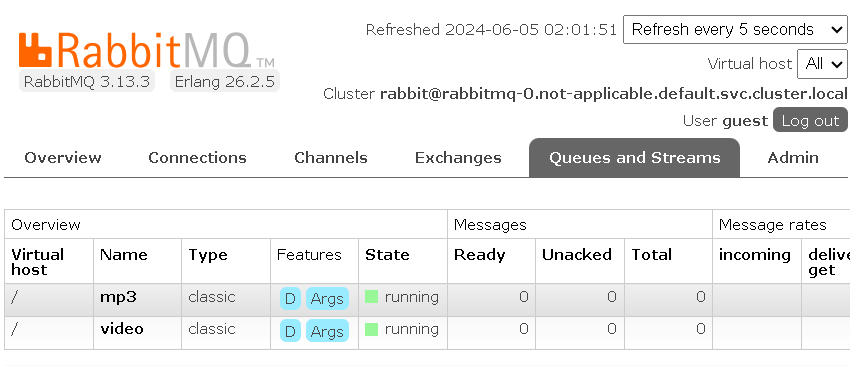 Refreshed 2024-06-05 02:01:51 Refresh every 5 seconds
RabbitMQ TM
RabbitMQ 3.13.3 Erlang 26.2.5
Virtual host All
Cluster rabbit@rabbitmq-0.not-applicable.default.svc.cluster.local
User guest Log out
Overview Connections Channels Exchanges Queues and Streams Admin
Overview Messages Message rates
Virtual host Name Type Features State Ready Unacked Total incoming delive get
/ mp3 classic D Args running 0 0 0
/ video classic D Args running 0 0 0